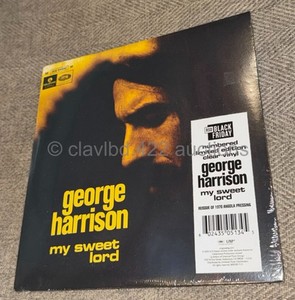 george
harrison
my sweet
lord
BLACK
FRIDAY
numbered
limited edition
clear vinyl
george
harrison
my sweet
lord
REISSUE OF 1970 ANGOLA PRESSING